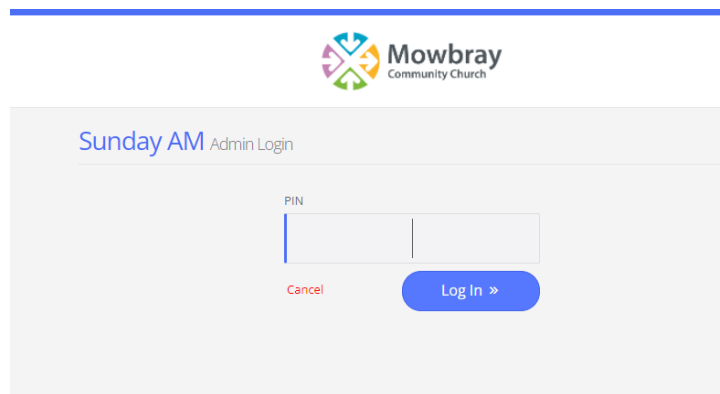 Mowbray
Community Church
Sunday AM Admin Login
PIN
Cancel
Log In »